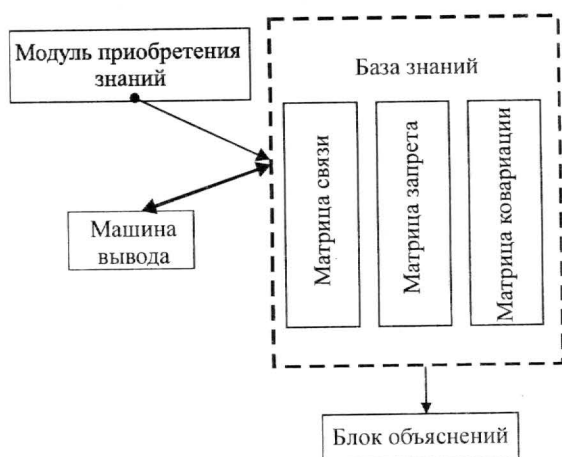 Модуль приобретения
знаний
База знаний
Матрица связи
Матрица запрета
Матрица ковариации
Машина
вывода
Блок объяснений